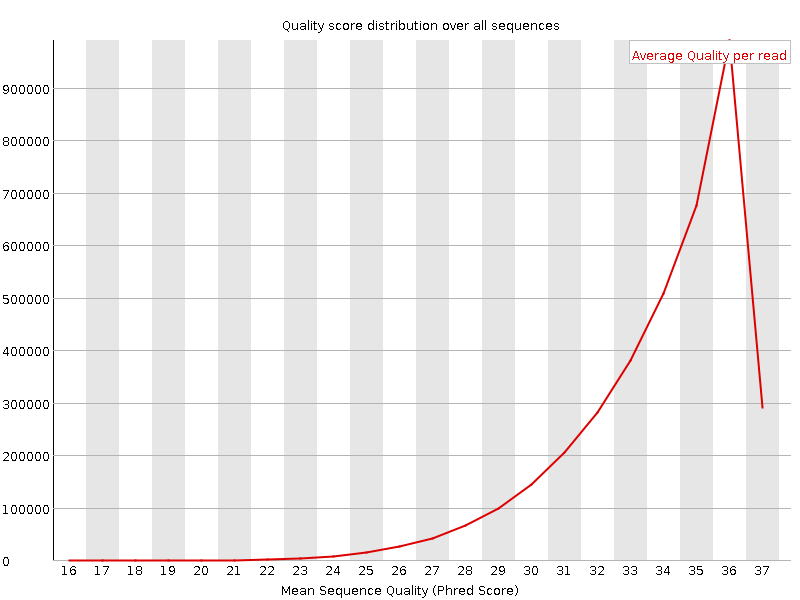 Quality score distribution over all sequences
Average Quality per read
900000
800000
700000
600000
500000
400000
300000
200000
100000
0
16 17 18 19 20 21 22 23 24 25 26 27 28 29 30 31 32 33 34 35 36 37
Mean Sequence Quality (Phred Score)